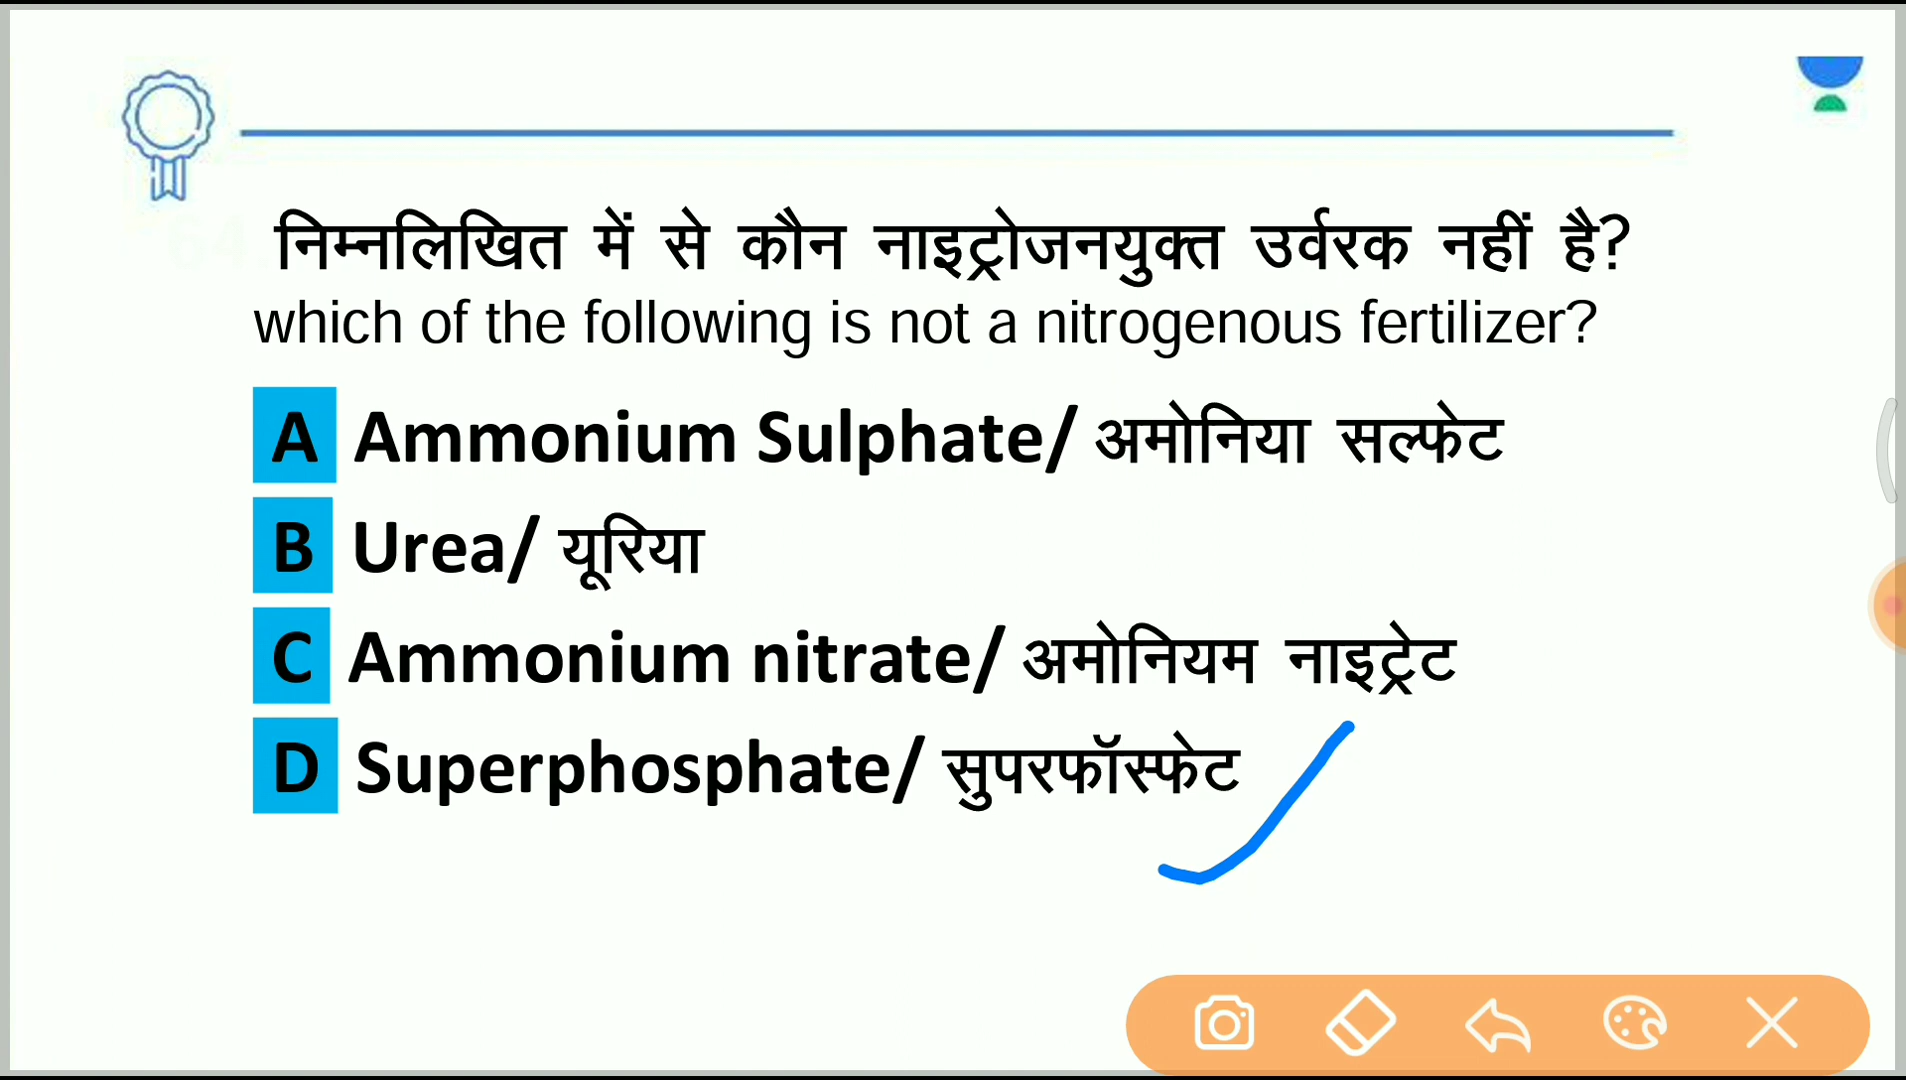 निम्नलिखित में से कौन नाइट्रोजनयुक्त उर्वरक नहीं है?
which of the following is not a nitrogenous fertilizer?
A Ammonium Sulphate/ अमोनिया सल्फेट
B Urea/ यूरिया
C Ammonium nitrate/ अमोनियम नाइट्रेट
D Superphosphate/ सुपरफॉस्फेट